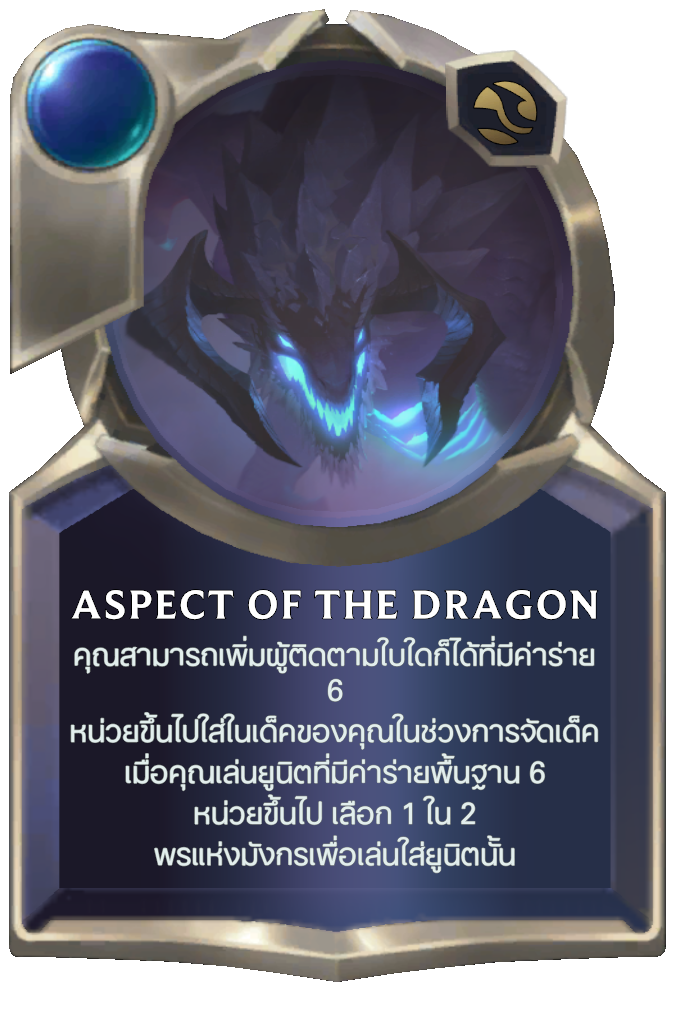 ASPECT OF THE DRAGON
คุณสามารถเพิ่มผู้ติดตามใบใดก็ได้ที่มีค่าร่าย
6
หน่วยขึ้นไปใส่ในเด็คของคุณในช่วงการจัดเด็ค
เมื่อคุณเล่นยูนิตที่มีค่าร่ายพื้นฐาน 6
หน่วยขึ้นไป เลือก 1 ใน 2
พรแห่งมังกรเพื่อเล่นใส่ยูนิตนั้น